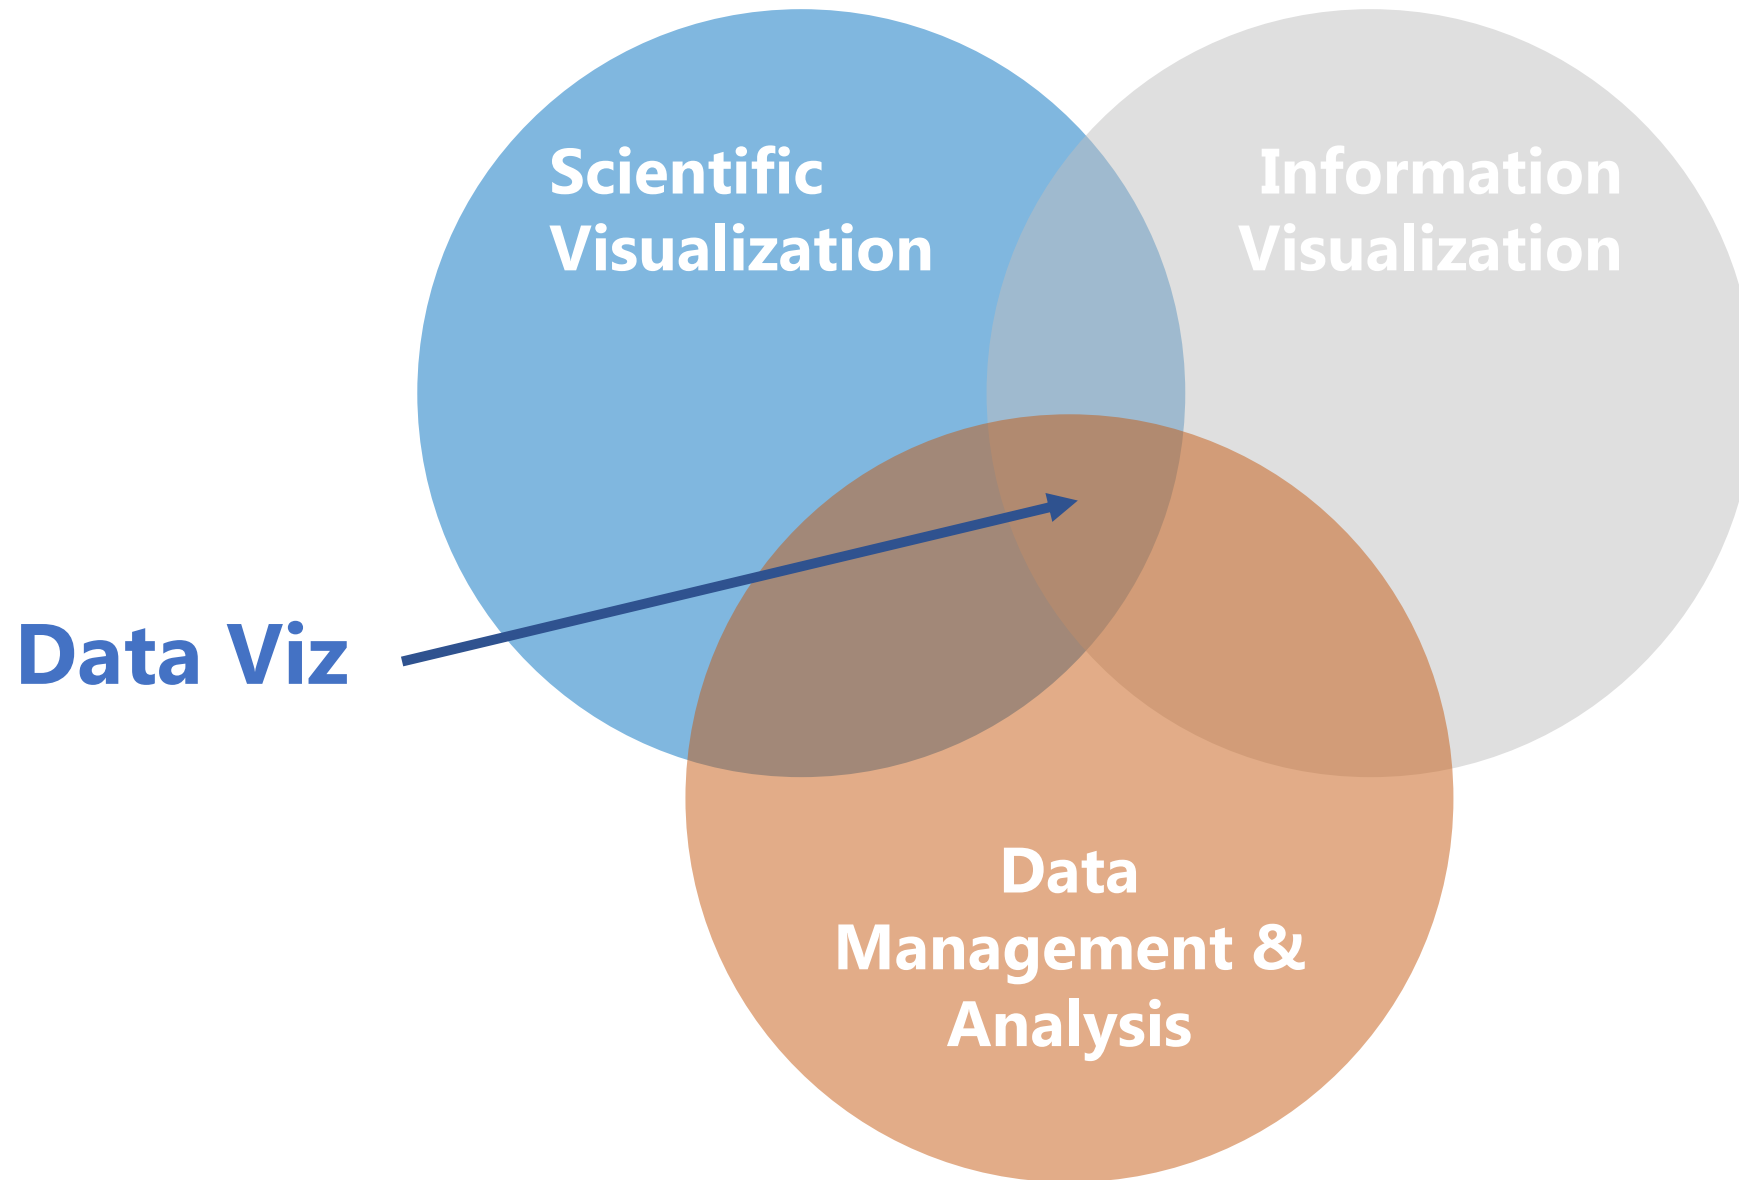 Scientific
Visualization
Information
Visualization
Data Viz
Data
Management &
Analysis